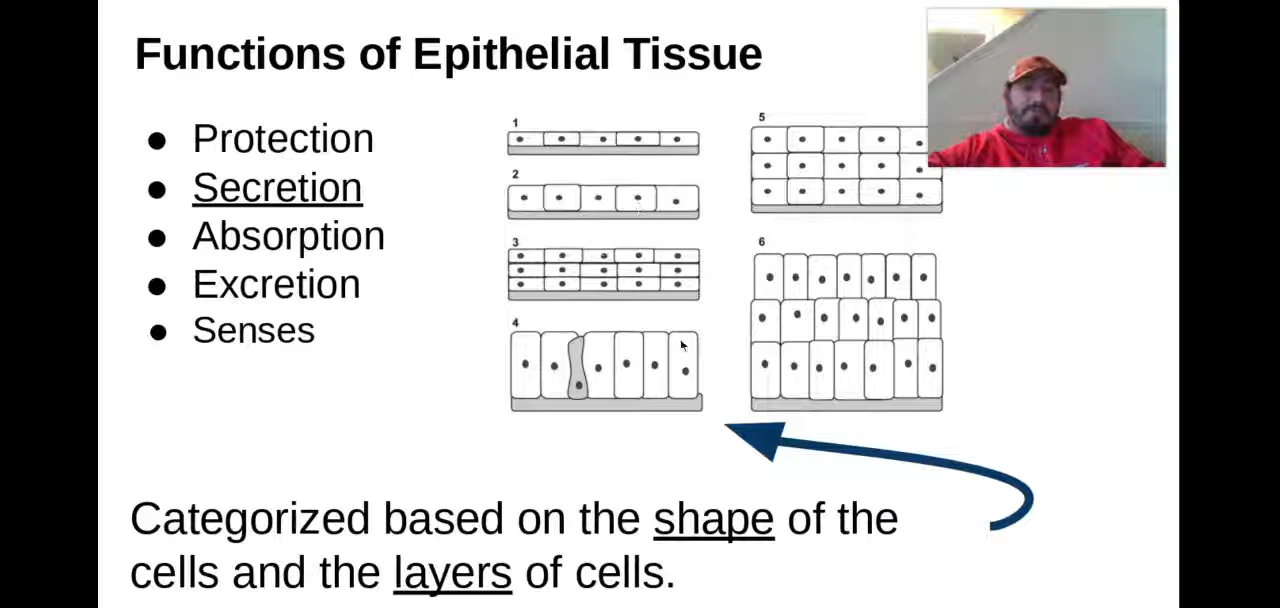 Functions of Epithelial Tissue
● Protection
● Secretion
● Absorption
● Excretion
● Senses
1
2
3
4
5
6
Categorized based on the shape of the
cells and the layers of cells.